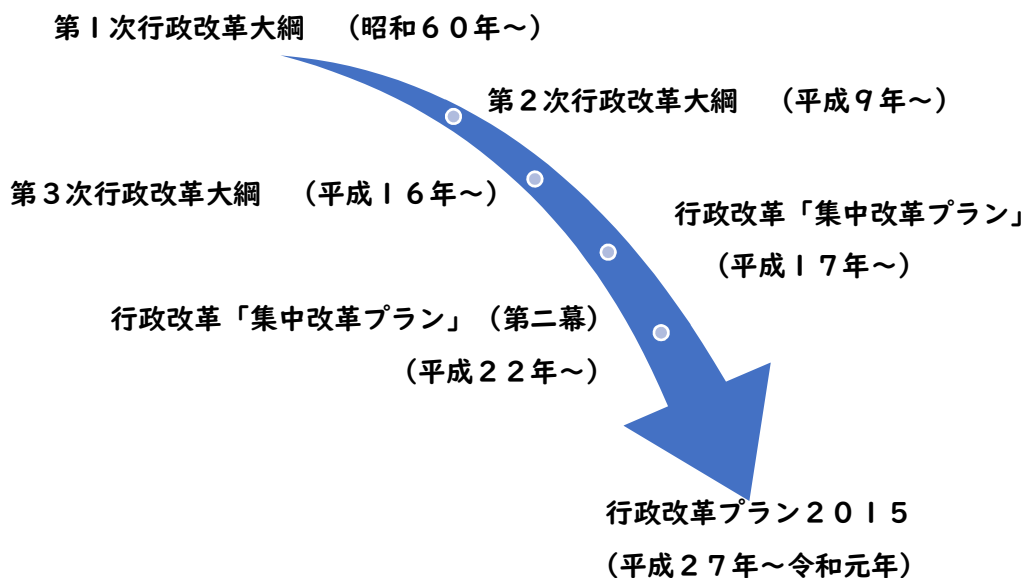 第１次行政改革大綱　（昭和６０年～）
第２次行政改革大綱　（平成９年～）
第３次行政改革大綱　（平成１６年～）
行政改革「集中改革プラン」
（平成１７年～）
行政改革「集中改革プラン」（第二幕）
（平成２２年～）
行政改革プラン２０１５
（平成２７年～令和元年）